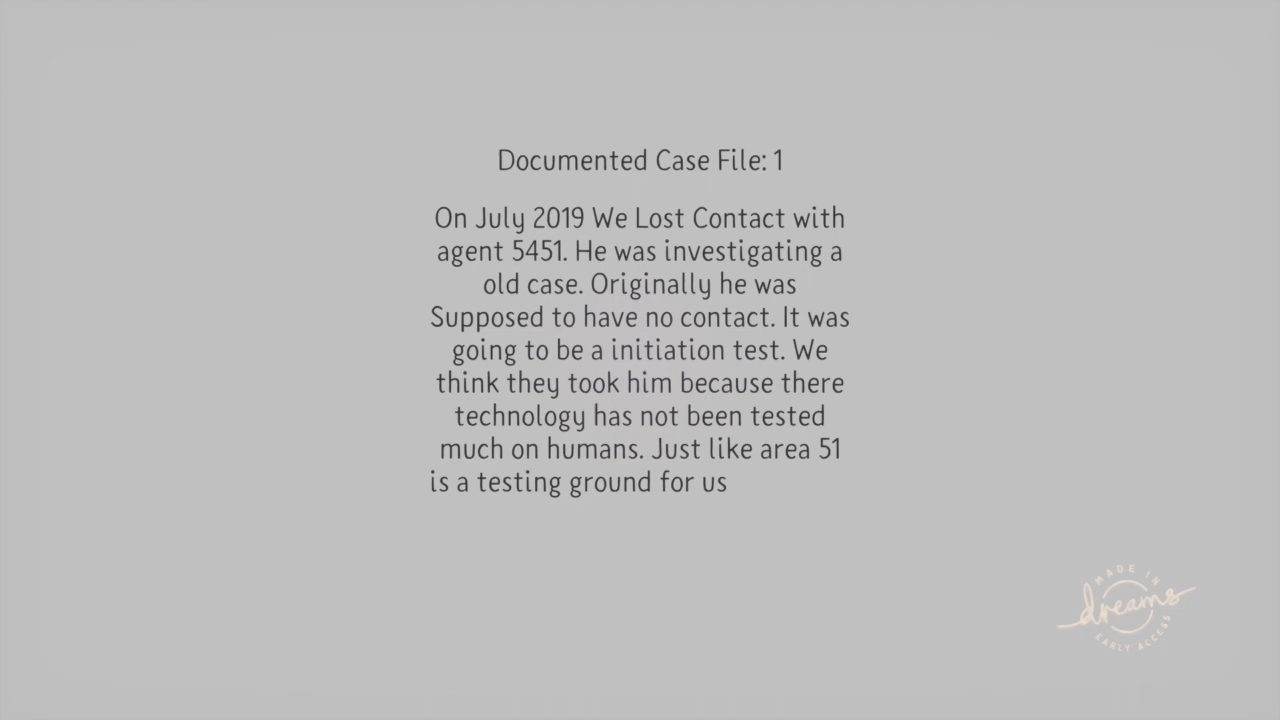 Documented Case File: 1
On July 2019 We Lost Contact with
agent 5451. He was investigating a
old case. Originally he was
Supposed to have no contact. It was
going to be a initiation test. We
think they took him because there
technology has not been tested
much on humans. Just like area 51
is a testing ground for us
MADE IN
dreams
EARLY ACCESS